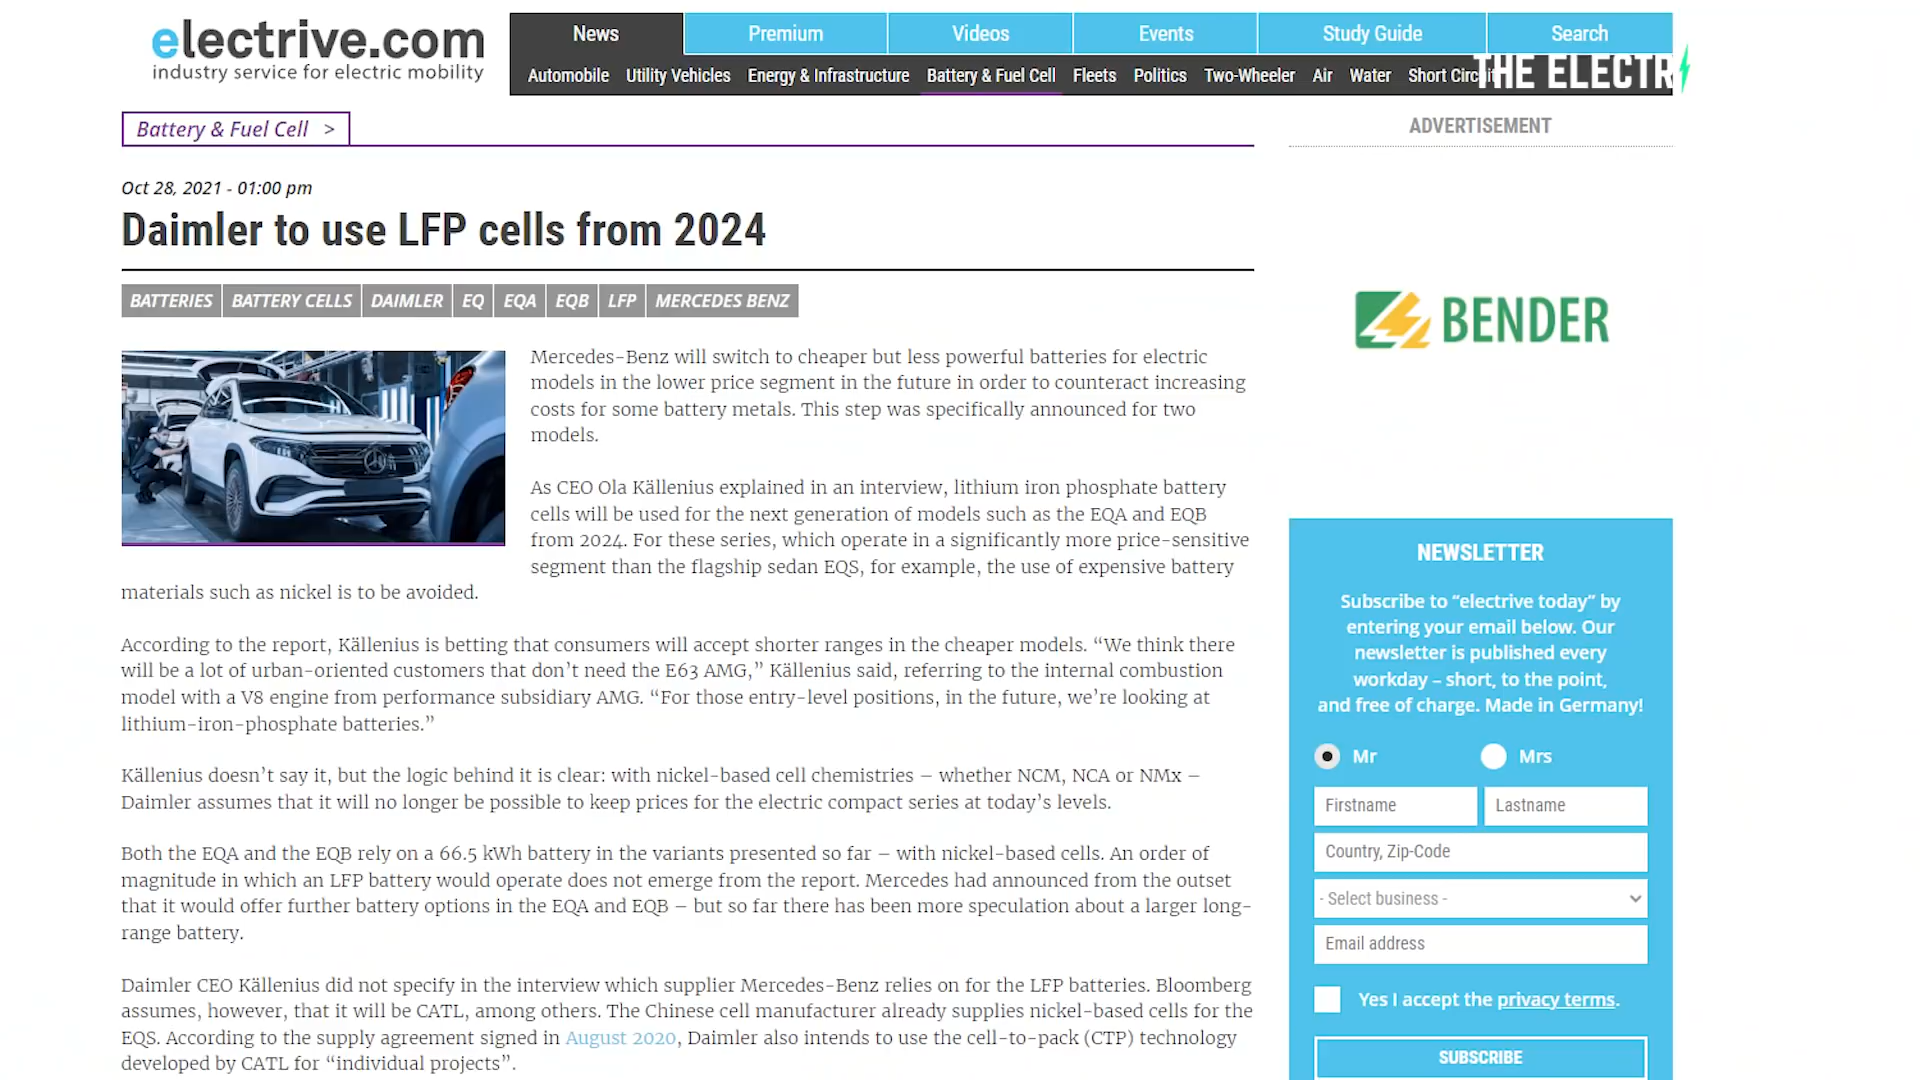 electrive.com
industry service for electric mobility
News
Premium
Videos
Events
Study Guide
Search
Automobile Utility Vehicles Energy & Infrastructure Battery & Fuel Cell Fleets Politics Two-Wheeler Air Water Short Circuit
THE ELECTR
Battery & Fuel Cell >
ADVERTISEMENT
Oct 28, 2021 - 01:00 pm
Daimler to use LFP cells from 2024
BATTERIES BATTERY CELLS DAIMLER EQ EQA EQB LFP MERCEDES BENZ
Mercedes-Benz will switch to cheaper but less powerful batteries for electric
models in the lower price segment in the future in order to counteract increasing
costs for some battery metals. This step was specifically announced for two
models.
As CEO Ola Källenius explained in an interview, lithium iron phosphate battery
cells will be used for the next generation of models such as the EQA and EQB
from 2024. For these series, which operate in a significantly more price-sensitive
segment than the flagship sedan EQS, for example, the use of expensive battery
materials such as nickel is to be avoided.
According to the report, Källenius is betting that consumers will accept shorter ranges in the cheaper models. “We think there
will be a lot of urban-oriented customers that don’t need the E63 AMG,” Källenius said, referring to the internal combustion
model with a V8 engine from performance subsidiary AMG. “For those entry-level positions, in the future, we’re looking at
lithium-iron-phosphate batteries.”
Källenius doesn’t say it, but the logic behind it is clear: with nickel-based cell chemistries – whether NCM, NCA or NMx –
Daimler assumes that it will no longer be possible to keep prices for the electric compact series at today’s levels.
Both the EQA and the EQB rely on a 66.5 kWh battery in the variants presented so far – with nickel-based cells. An order of
magnitude in which an LFP battery would operate does not emerge from the report. Mercedes had announced from the outset
that it would offer further battery options in the EQA and EQB – but so far there has been more speculation about a larger long-
range battery.
Daimler CEO Källenius did not specify in the interview which supplier Mercedes-Benz relies on for the LFP batteries. Bloomberg
assumes, however, that it will be CATL, among others. The Chinese cell manufacturer already supplies nickel-based cells for the
EQS. According to the supply agreement signed in August 2020, Daimler also intends to use the cell-to-pack (CTP) technology
developed by CATL for “individual projects”.
BENDER
NEWSLETTER
Subscribe to “electrive today” by
entering your email below. Our
newsletter is published every
workday – short, to the point,
and free of charge. Made in Germany!
Mr
Mrs
Firstname
Lastname
Country, Zip-Code
- Select business -
Email address
Yes I accept the privacy terms.
SUBSCRIBE